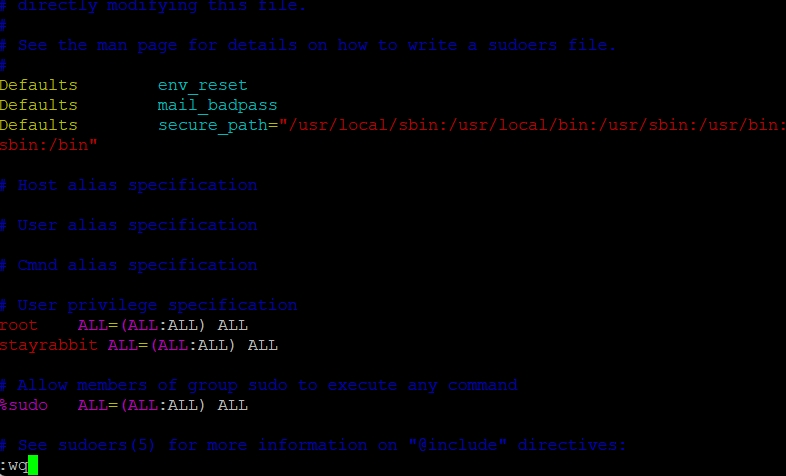 # directly modifying this file.
#
# See the man page for details on how to write a sudoers file.
#
Defaults        env_reset
Defaults        mail_badpass
Defaults        secure_path="/usr/local/sbin:/usr/local/bin:/usr/sbin:/usr/bin:
sbin:/bin"
# Host alias specification
# User alias specification
# Cmnd alias specification
# User privilege specification
root    ALL=(ALL:ALL) ALL
stayrabbit ALL=(ALL:ALL) ALL
# Allow members of group sudo to execute any command
%sudo   ALL=(ALL:ALL) ALL
# See sudoers(5) for more information on "@include" directives:
:wq